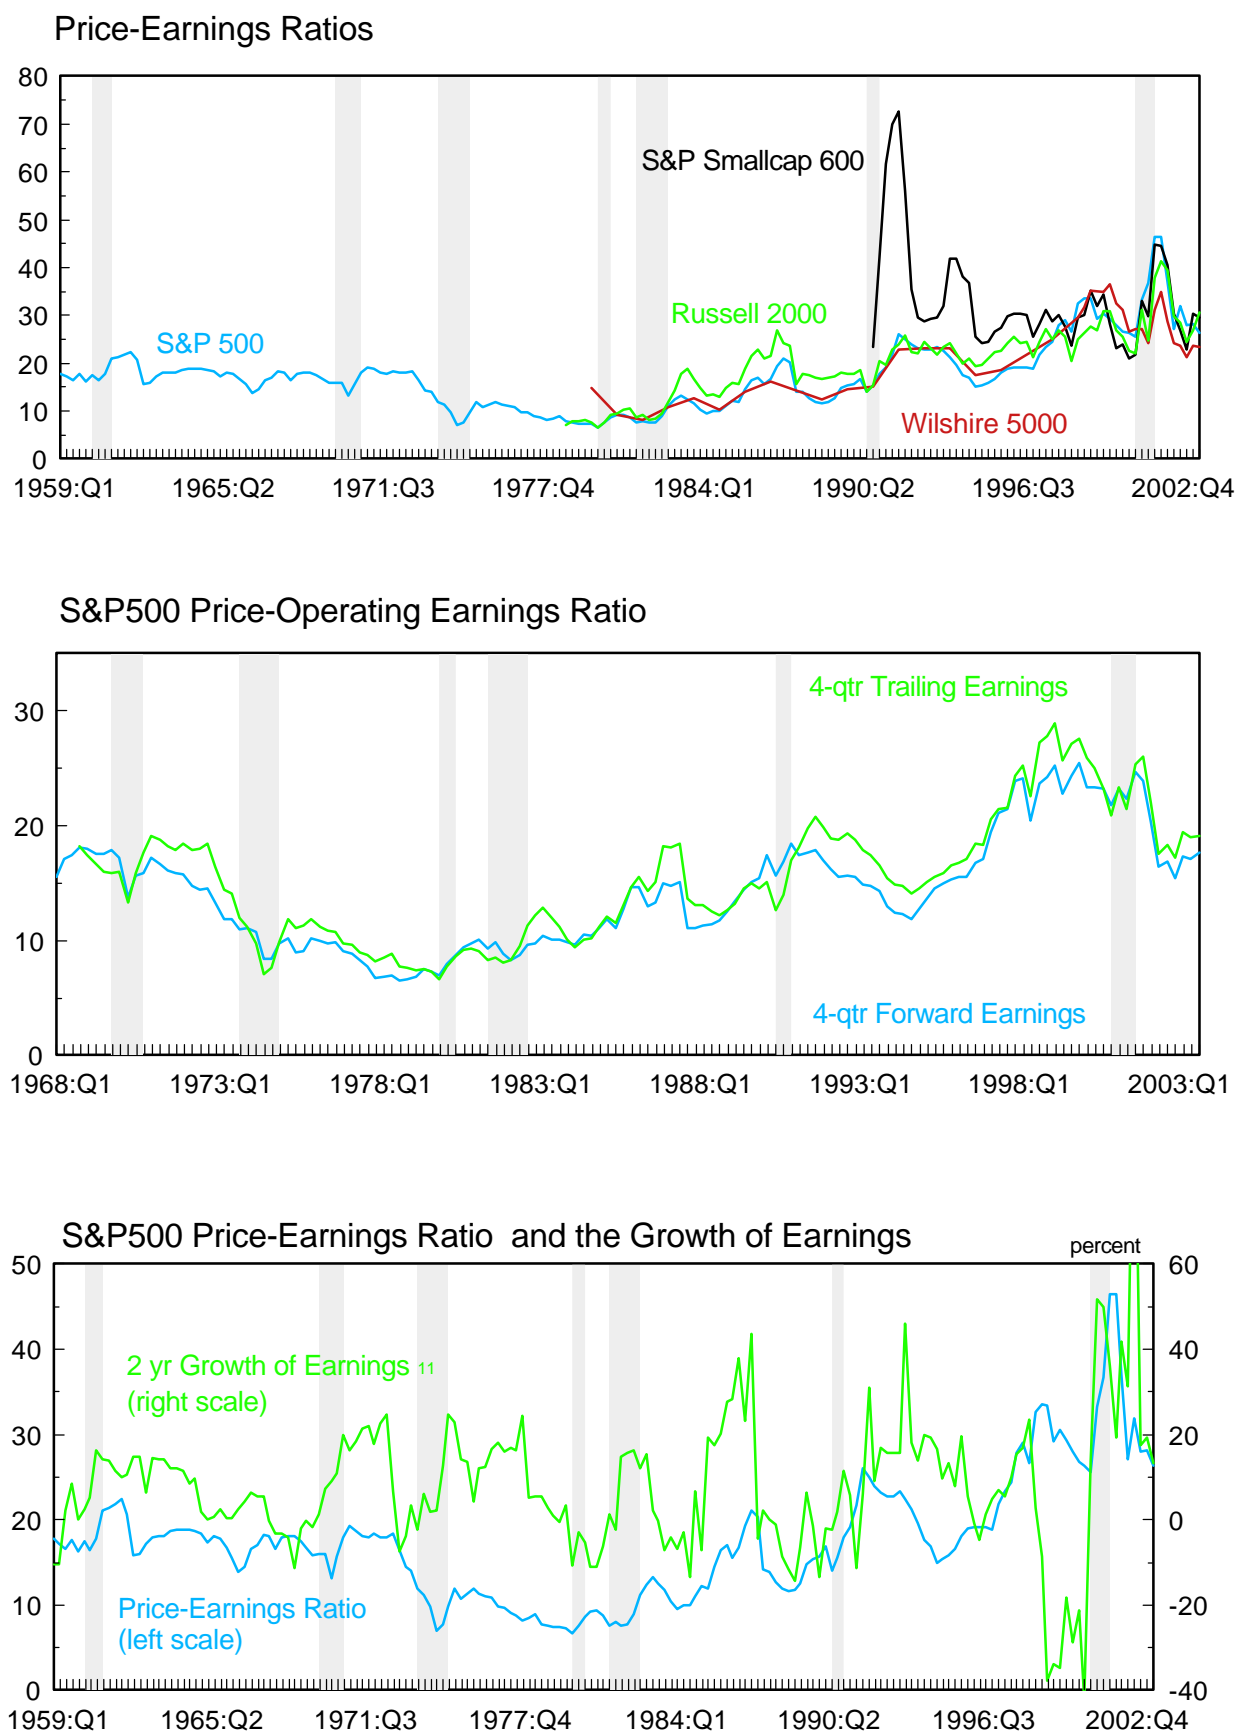 Price-Earnings Ratios
80
70
60
50
40
30
20
10
0
S&P Smallcap 600
Russell 2000
S&P 500
Wilshire 5000
1959:Q1 1965:Q2 1971:Q3 1977:Q4 1984:Q1 1990:Q2 1996:Q3 2002:Q4
S&P500 Price-Operating Earnings Ratio
30
20
10
0
4-qtr Trailing Earnings
4-qtr Forward Earnings
1968:Q1 1973:Q1 1978:Q1 1983:Q1 1988:Q1 1993:Q1 1998:Q1 2003:Q1
S&P500 Price-Earnings Ratio and the Growth of Earnings
percent
50
40
30
20
10
0
60
40
20
0
-20
-40
2 yr Growth of Earnings 11
(right scale)
Price-Earnings Ratio
(left scale)
1959:Q1 1965:Q2 1971:Q3 1977:Q4 1984:Q1 1990:Q2 1996:Q3 2002:Q4